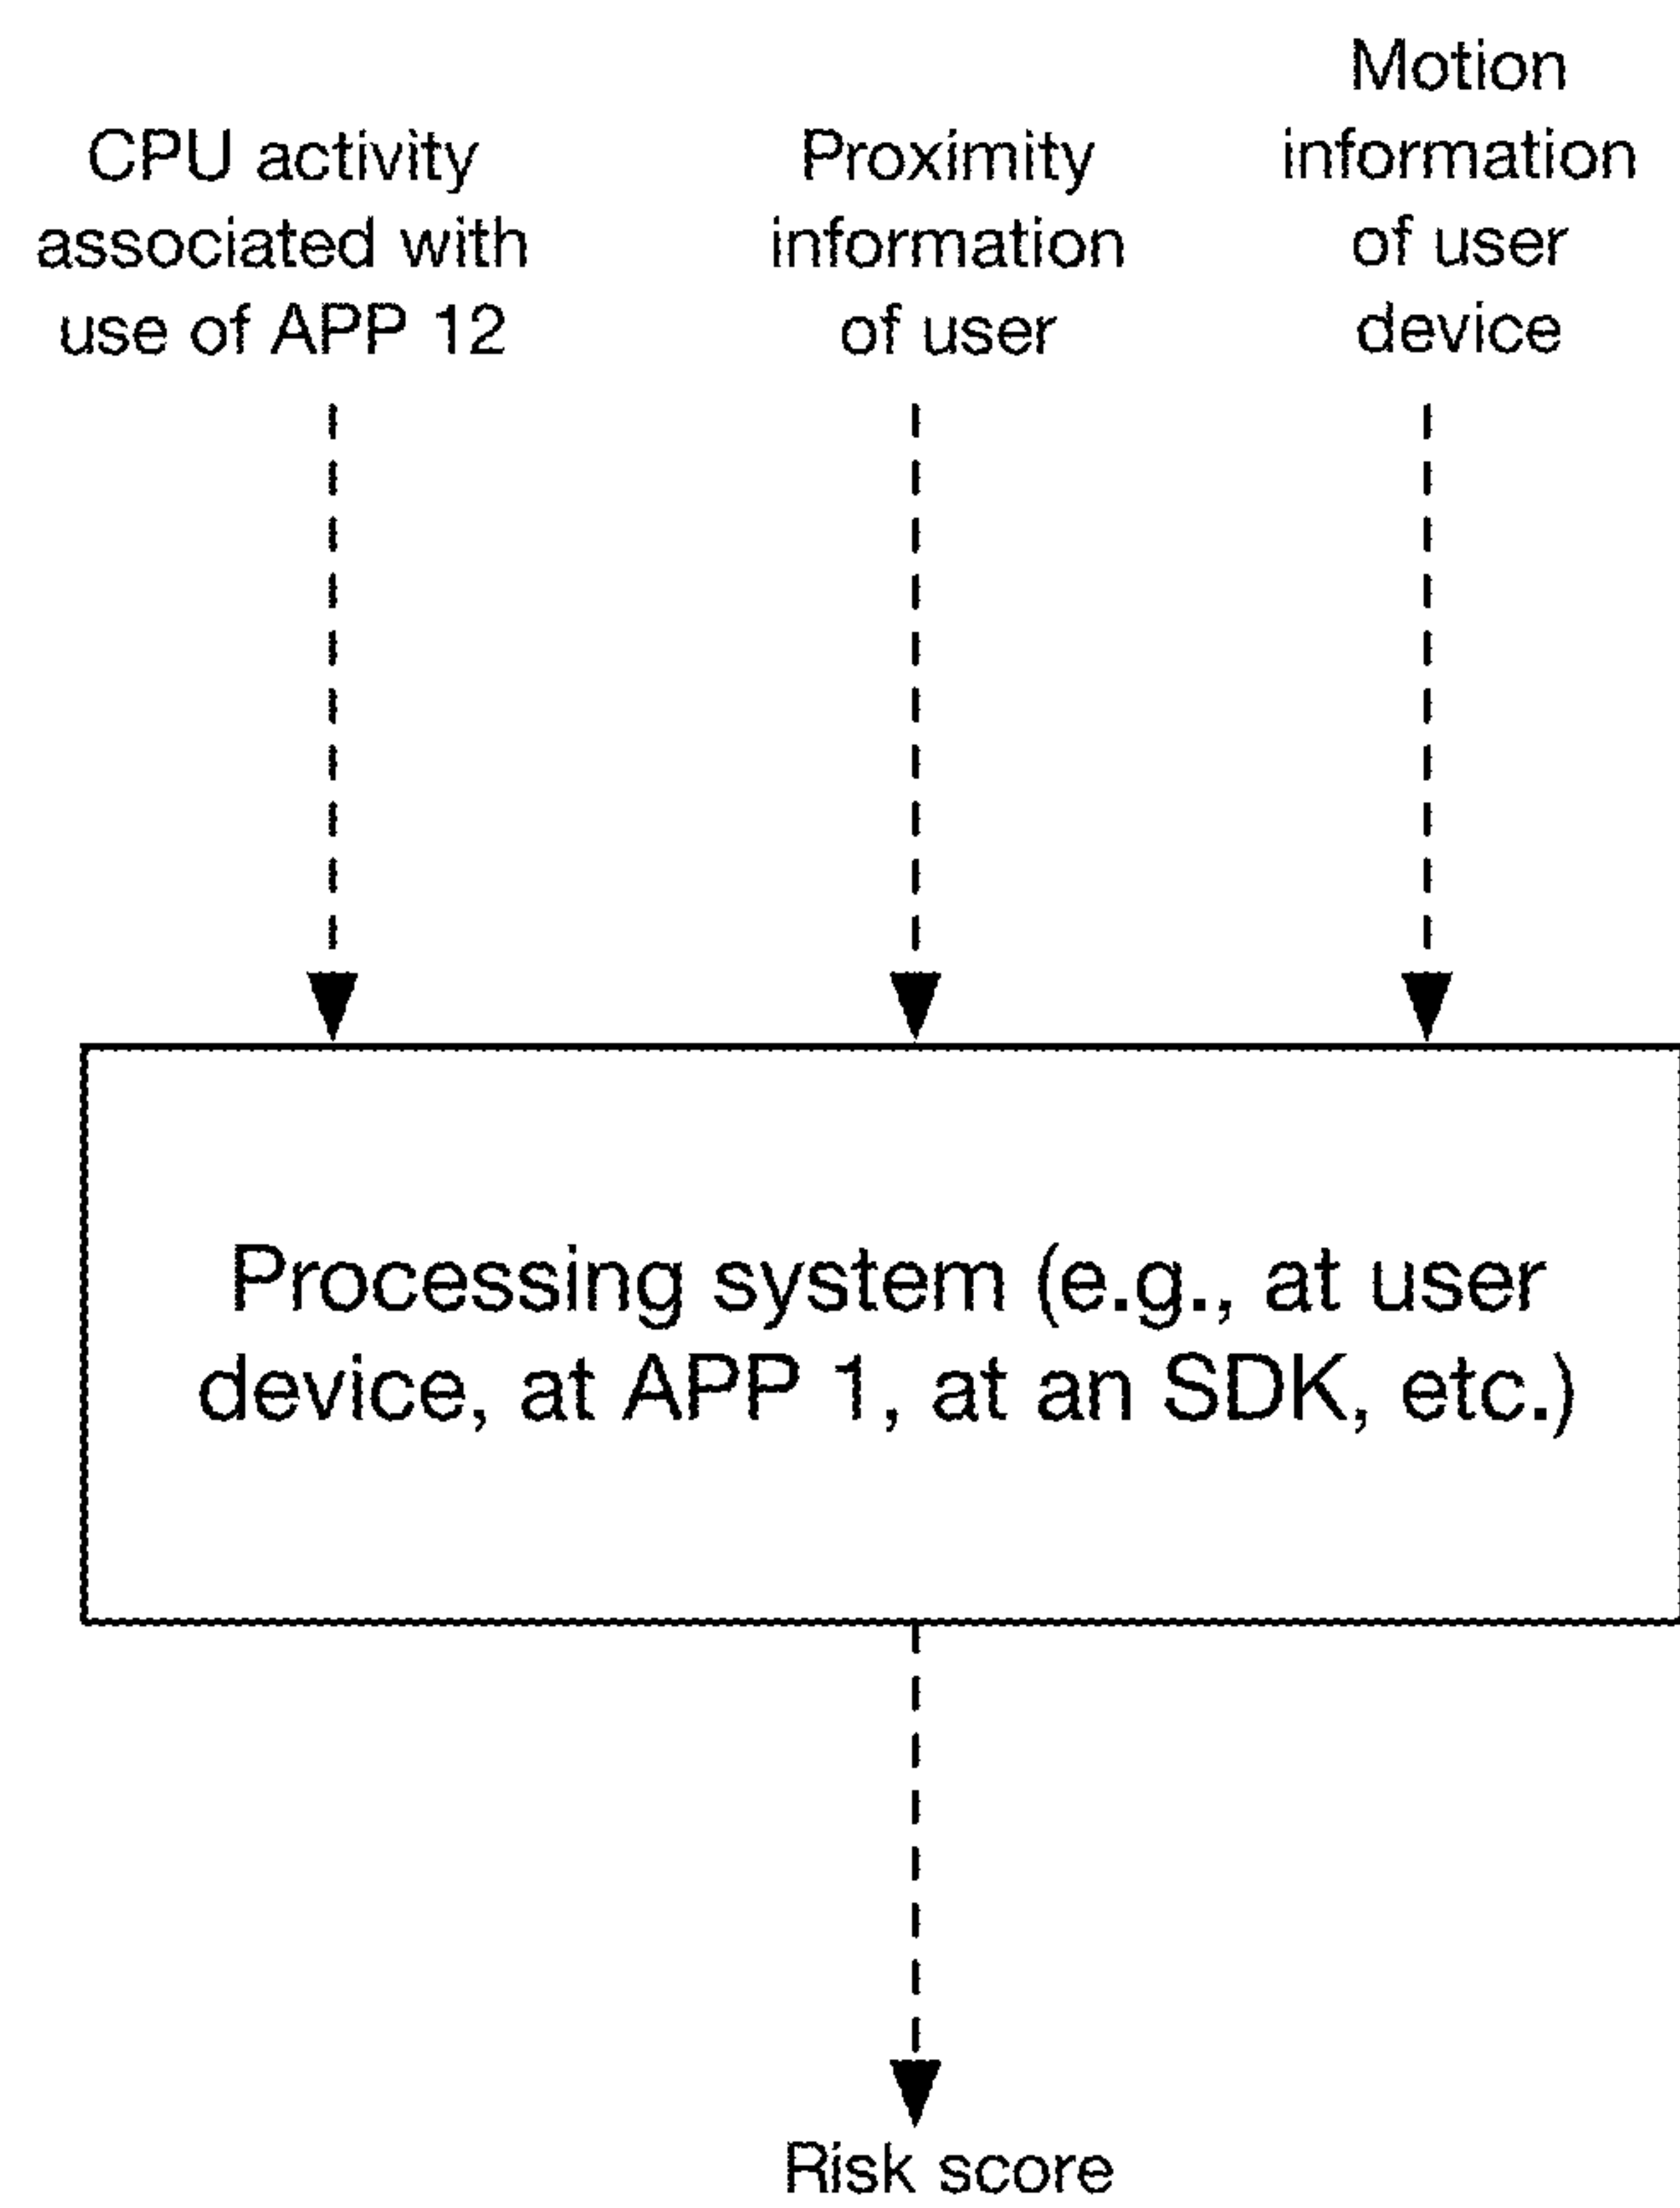 CPU activity
associated with
use of APP 12
Proximity
information
of user
Motion
information
of user
device
Processing system (e.g., at user
device, at APP 1, at an SDK, etc.)
Risk score